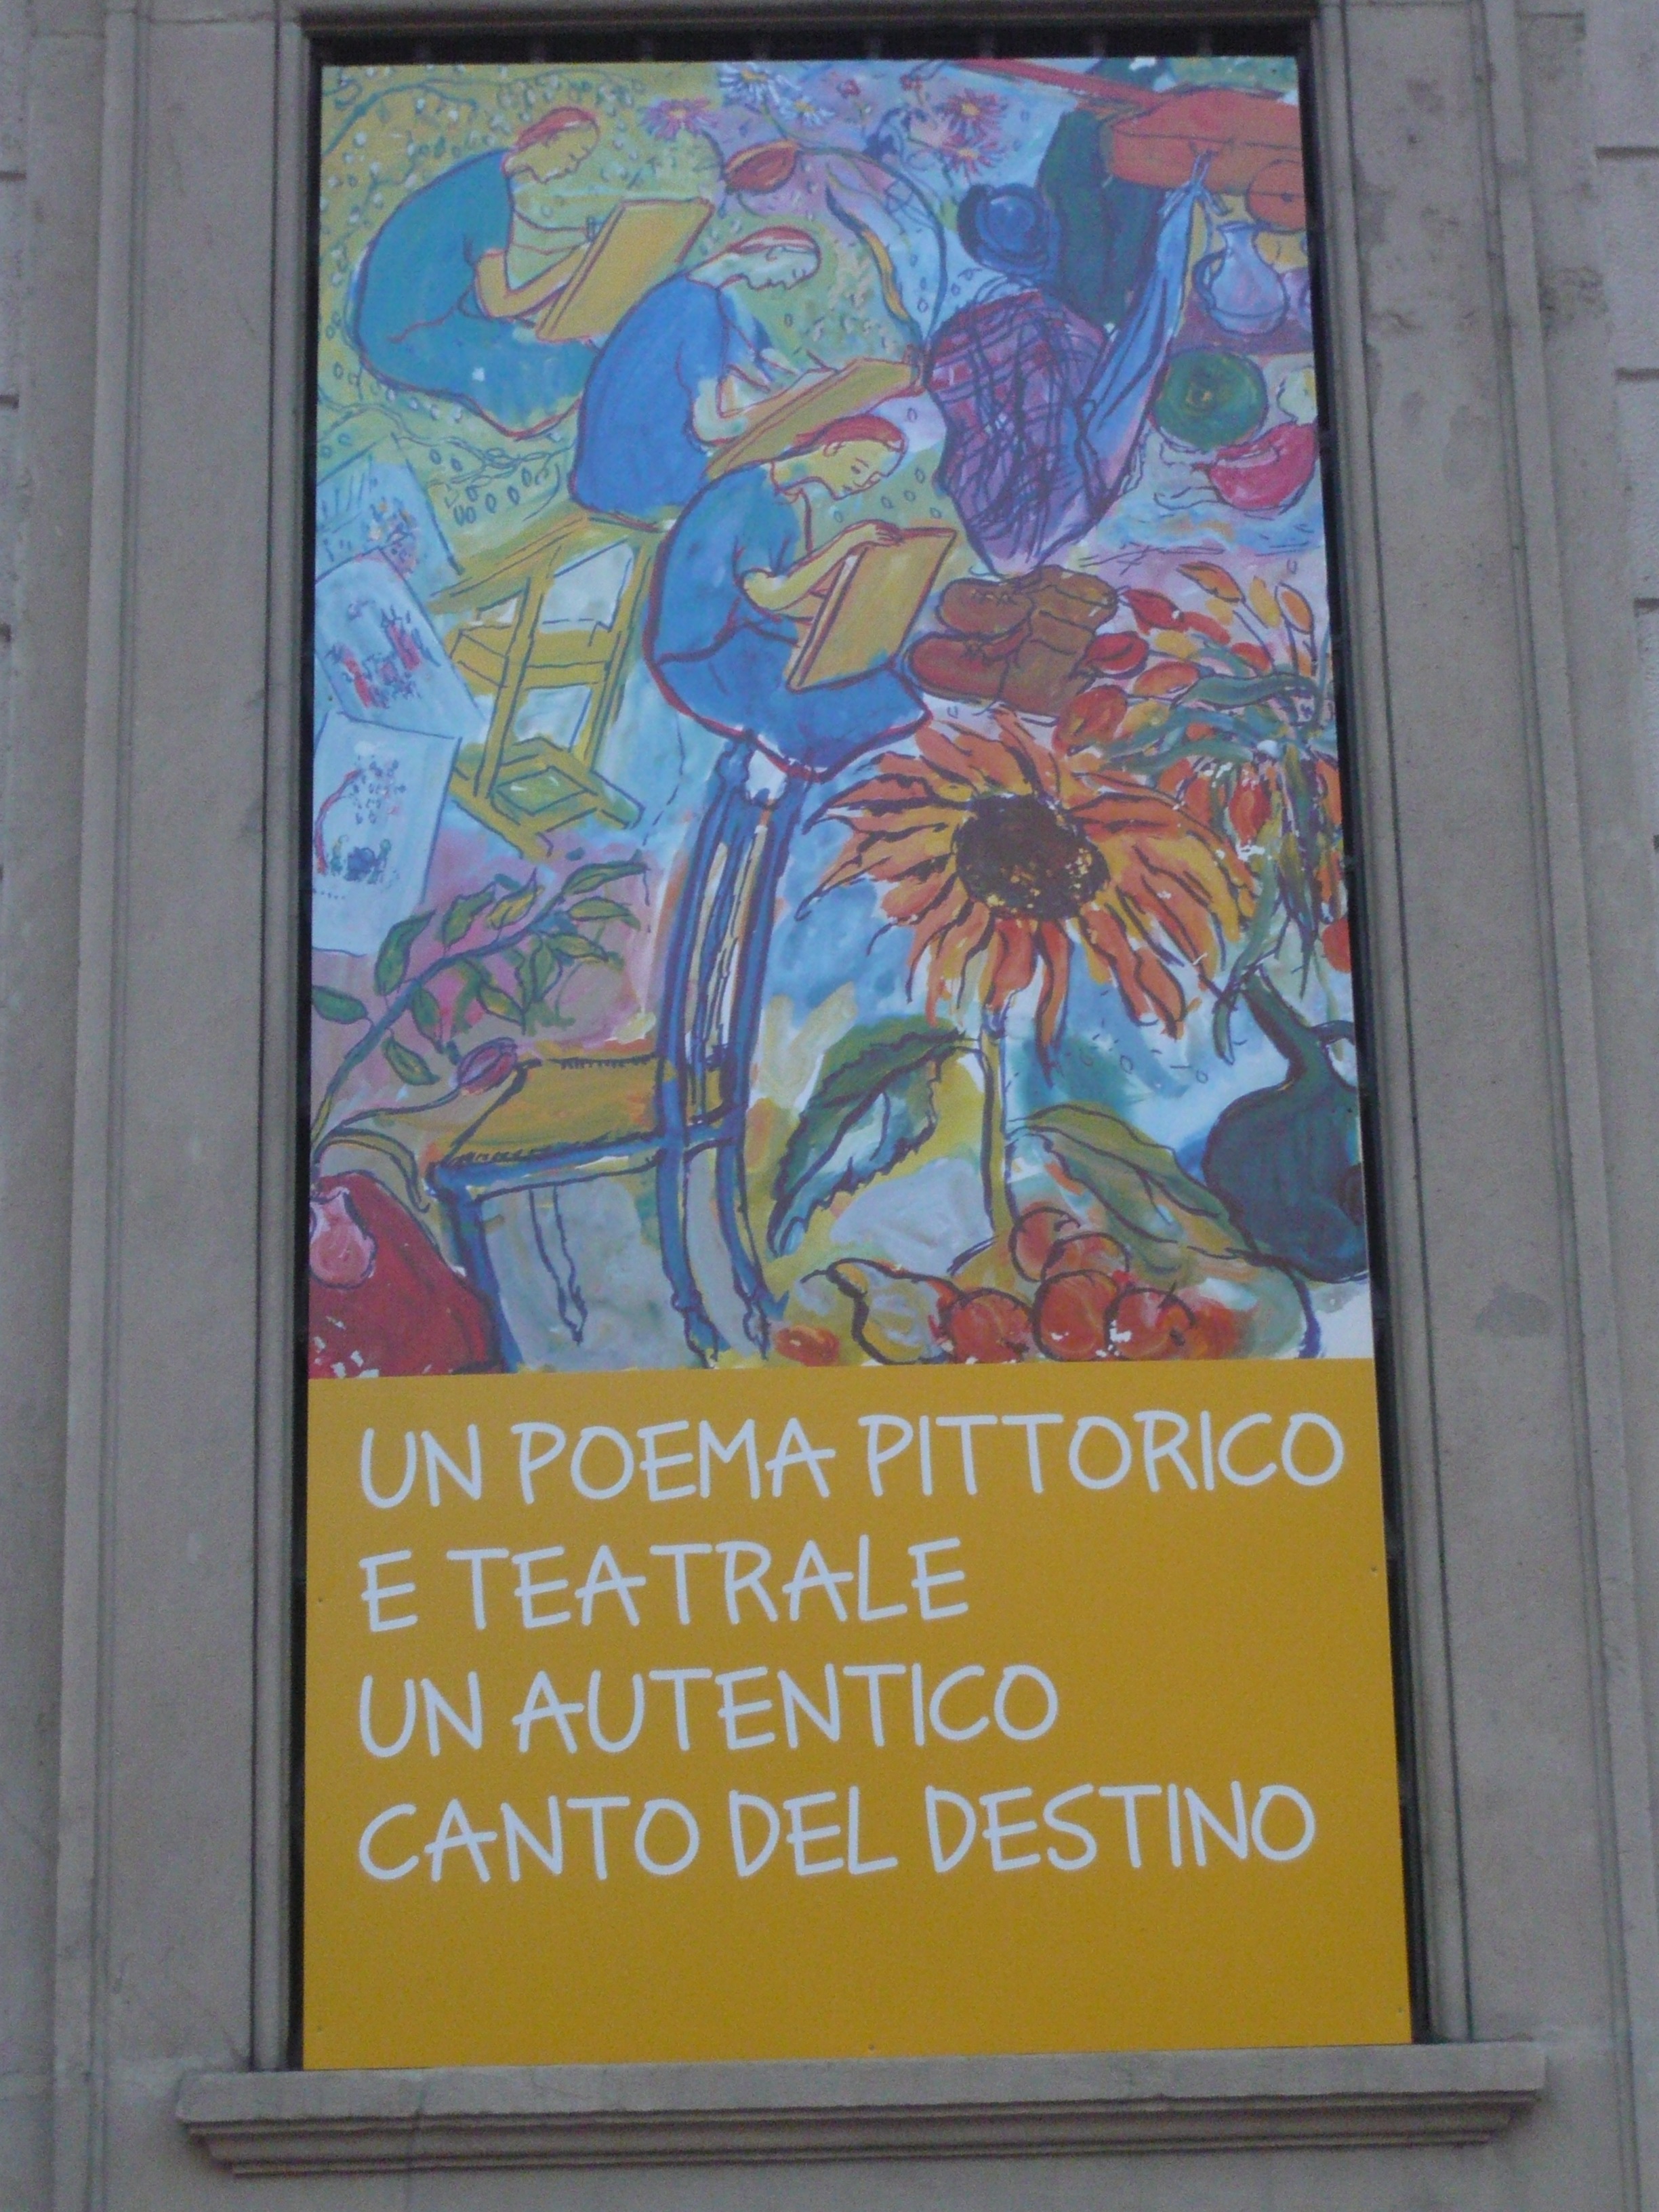 UN POEMA PITTORICO
E TEATRALE
UN AUTENTICO
CANTO DEL DESTINO